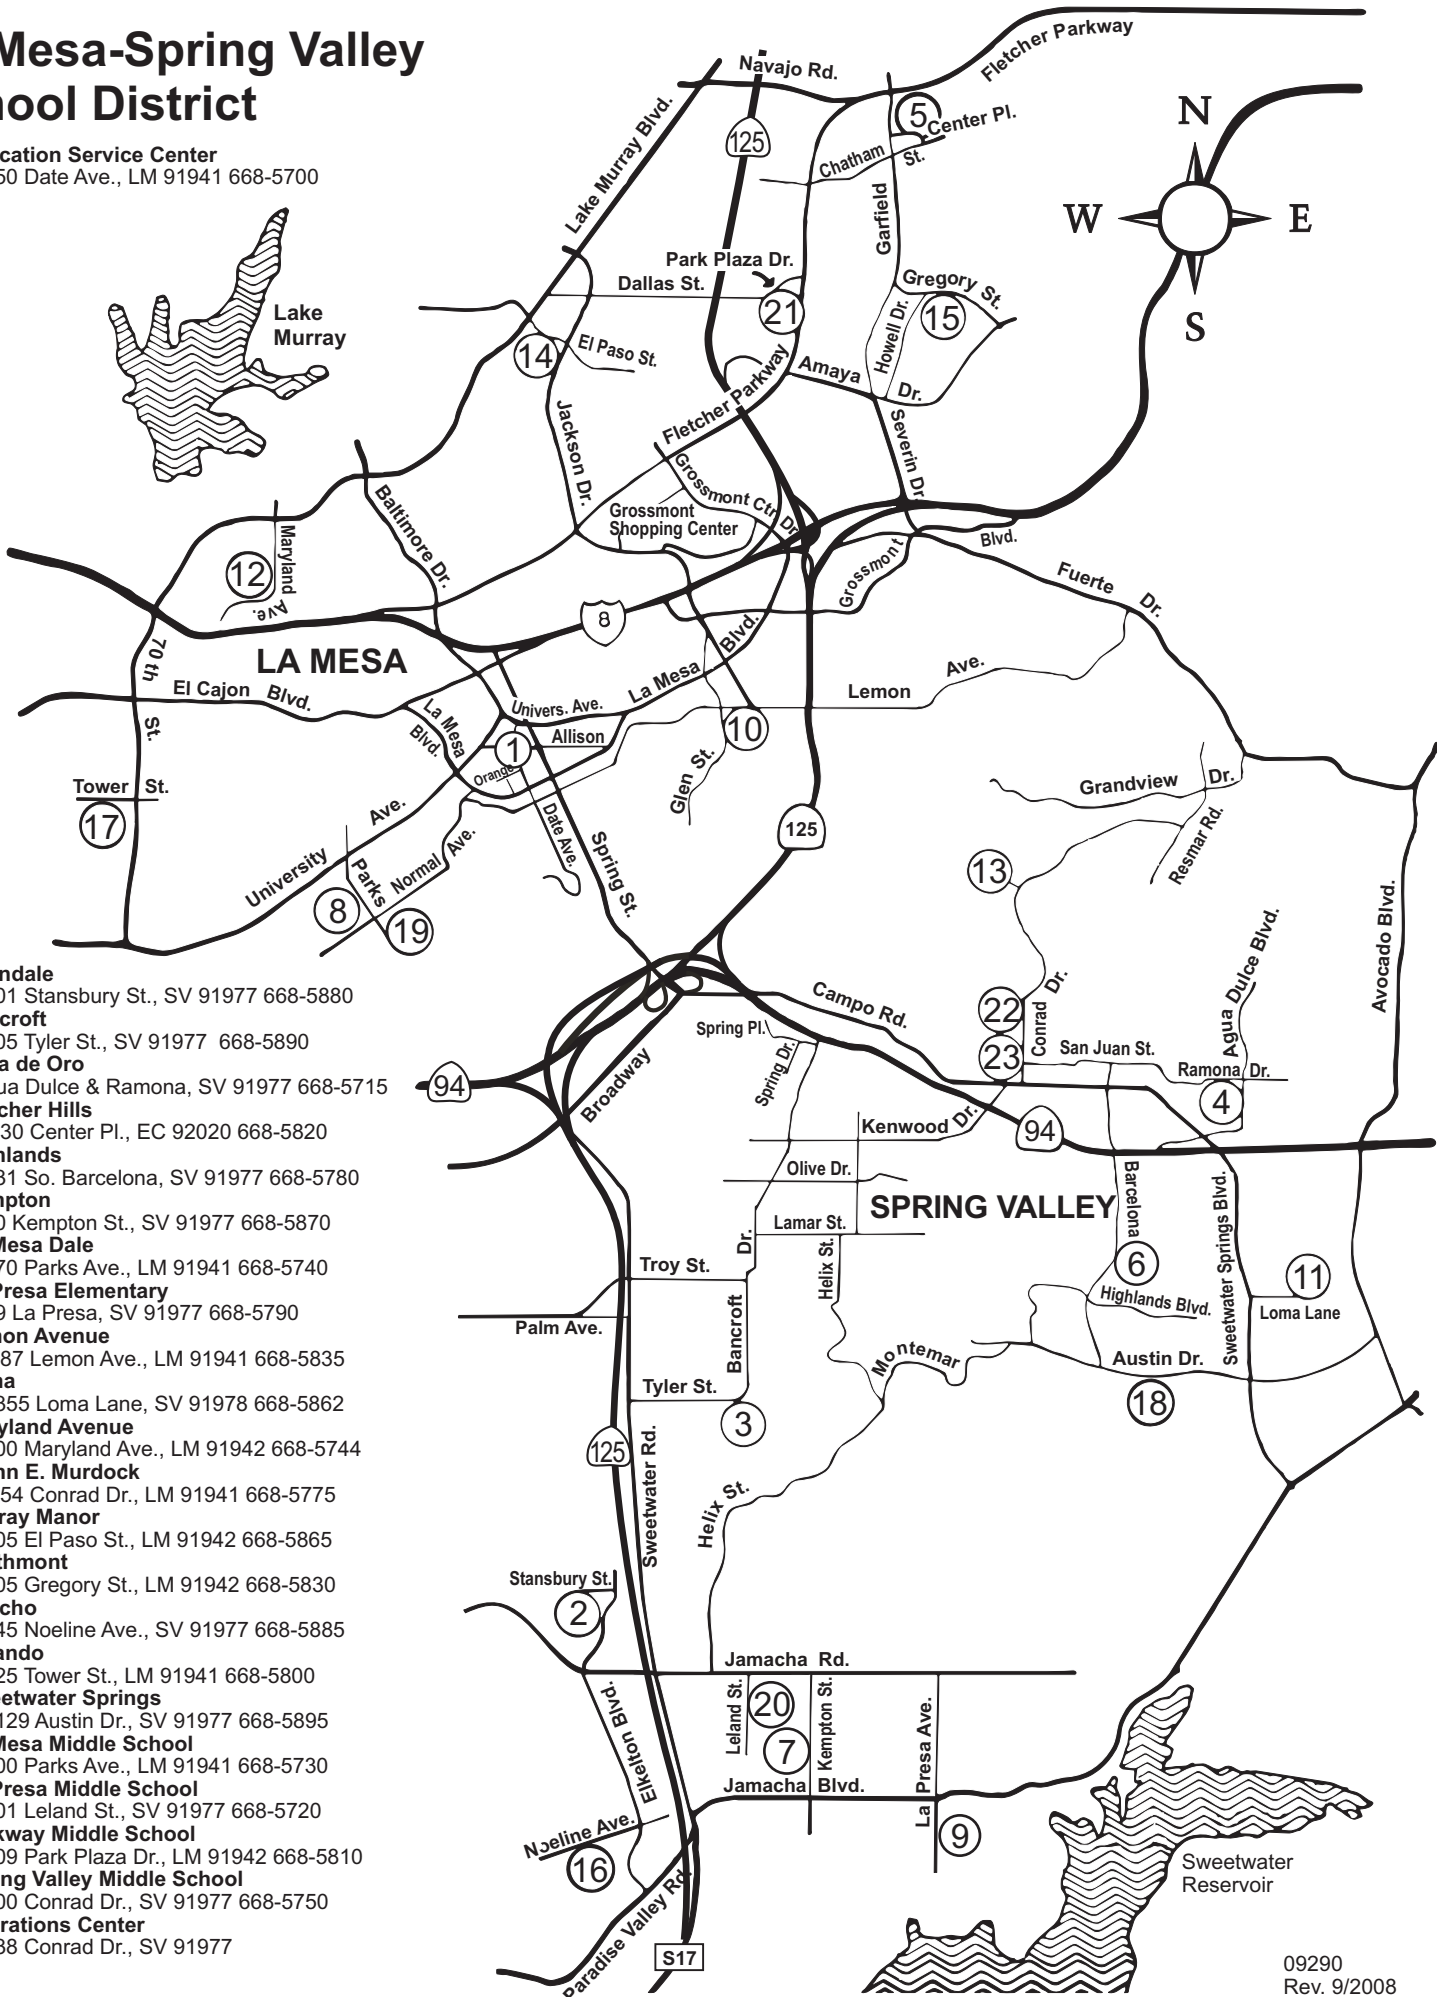 Mesa-Spring Valley
ool District
cation Service Center
50 Date Ave., LM 91941 668-5700
Lake
Murray
Navajo Rd.
Fletcher Parkway
Lake Murray Blvd.
125
5
Center Pl.
Chatham St.
Garfield
N
W
E
S
Park Plaza Dr.
Dallas St.
21
Gregory St.
15
Howell Dr.
14
El Paso St.
Amaya Dr.
Fletcher Parkway
Jackson Dr.
Severin Dr.
Grossmont Ctr. Dr.
Grossmont
Shopping Center
Baltimore Dr.
Maryland Ave.
12
Grossmont Blvd.
Fuerte Dr.
8
70 th St.
LA MESA
El Cajon Blvd.
La Mesa Blvd.
Univers. Ave.
La Mesa Blvd.
Lemon Ave.
1
Allison
10
Orange
Glen St.
Tower St.
17
Date Ave.
Spring St.
125
Grandview Dr.
Resmar Rd.
13
University Ave.
Parks
Normal Ave.
8
19
Avocado Blvd.
Agua Dulce Blvd.
Campo Rd.
22
23
Conrad Dr.
San Juan St.
Ramona Dr.
4
Spring Pl.
Spring Dr.
Broadway
94
Kenwood Dr.
94
Olive Dr.
SPRING VALLEY
Barcelona
Lamar St.
Helix St.
Troy St.
Bancroft Dr.
6
Sweetwater Springs Blvd.
11
Loma Lane
Highlands Blvd.
Palm Ave.
Montemar
Austin Dr.
18
Tyler St.
3
125
Sweetwater Rd.
Helix St.
Stansbury St.
2
Jamacha Rd.
Leland St.
20
7
Kempton St.
La Presa Ave.
Elkelton Blvd.
Jamacha Blvd.
9
Noeline Ave.
16
Paradise Valley Rd.
S17
Sweetwater
Reservoir
ndale
01 Stansbury St., SV 91977 668-5880
croft
05 Tyler St., SV 91977 668-5890
a de Oro
ua Dulce & Ramona, SV 91977 668-5715
cher Hills
30 Center Pl., EC 92020 668-5820
hlands
31 So. Barcelona, SV 91977 668-5780
mpton
0 Kempton St., SV 91977 668-5870
Mesa Dale
70 Parks Ave., LM 91941 668-5740
Presa Elementary
9 La Presa, SV 91977 668-5790
mon Avenue
87 Lemon Ave., LM 91941 668-5835
ma
355 Loma Lane, SV 91978 668-5862
yland Avenue
00 Maryland Ave., LM 91942 668-5744
nn E. Murdock
54 Conrad Dr., LM 91941 668-5775
ray Manor
05 El Paso St., LM 91942 668-5865
thmont
05 Gregory St., LM 91942 668-5830
cho
45 Noeline Ave., SV 91977 668-5885
ando
25 Tower St., LM 91941 668-5800
eetwater Springs
129 Austin Dr., SV 91977 668-5895
Mesa Middle School
00 Parks Ave., LM 91941 668-5730
Presa Middle School
01 Leland St., SV 91977 668-5720
kway Middle School
09 Park Plaza Dr., LM 91942 668-5810
ng Valley Middle School
00 Conrad Dr., SV 91977 668-5750
rations Center
38 Conrad Dr., SV 91977
09290
Rev. 9/2008